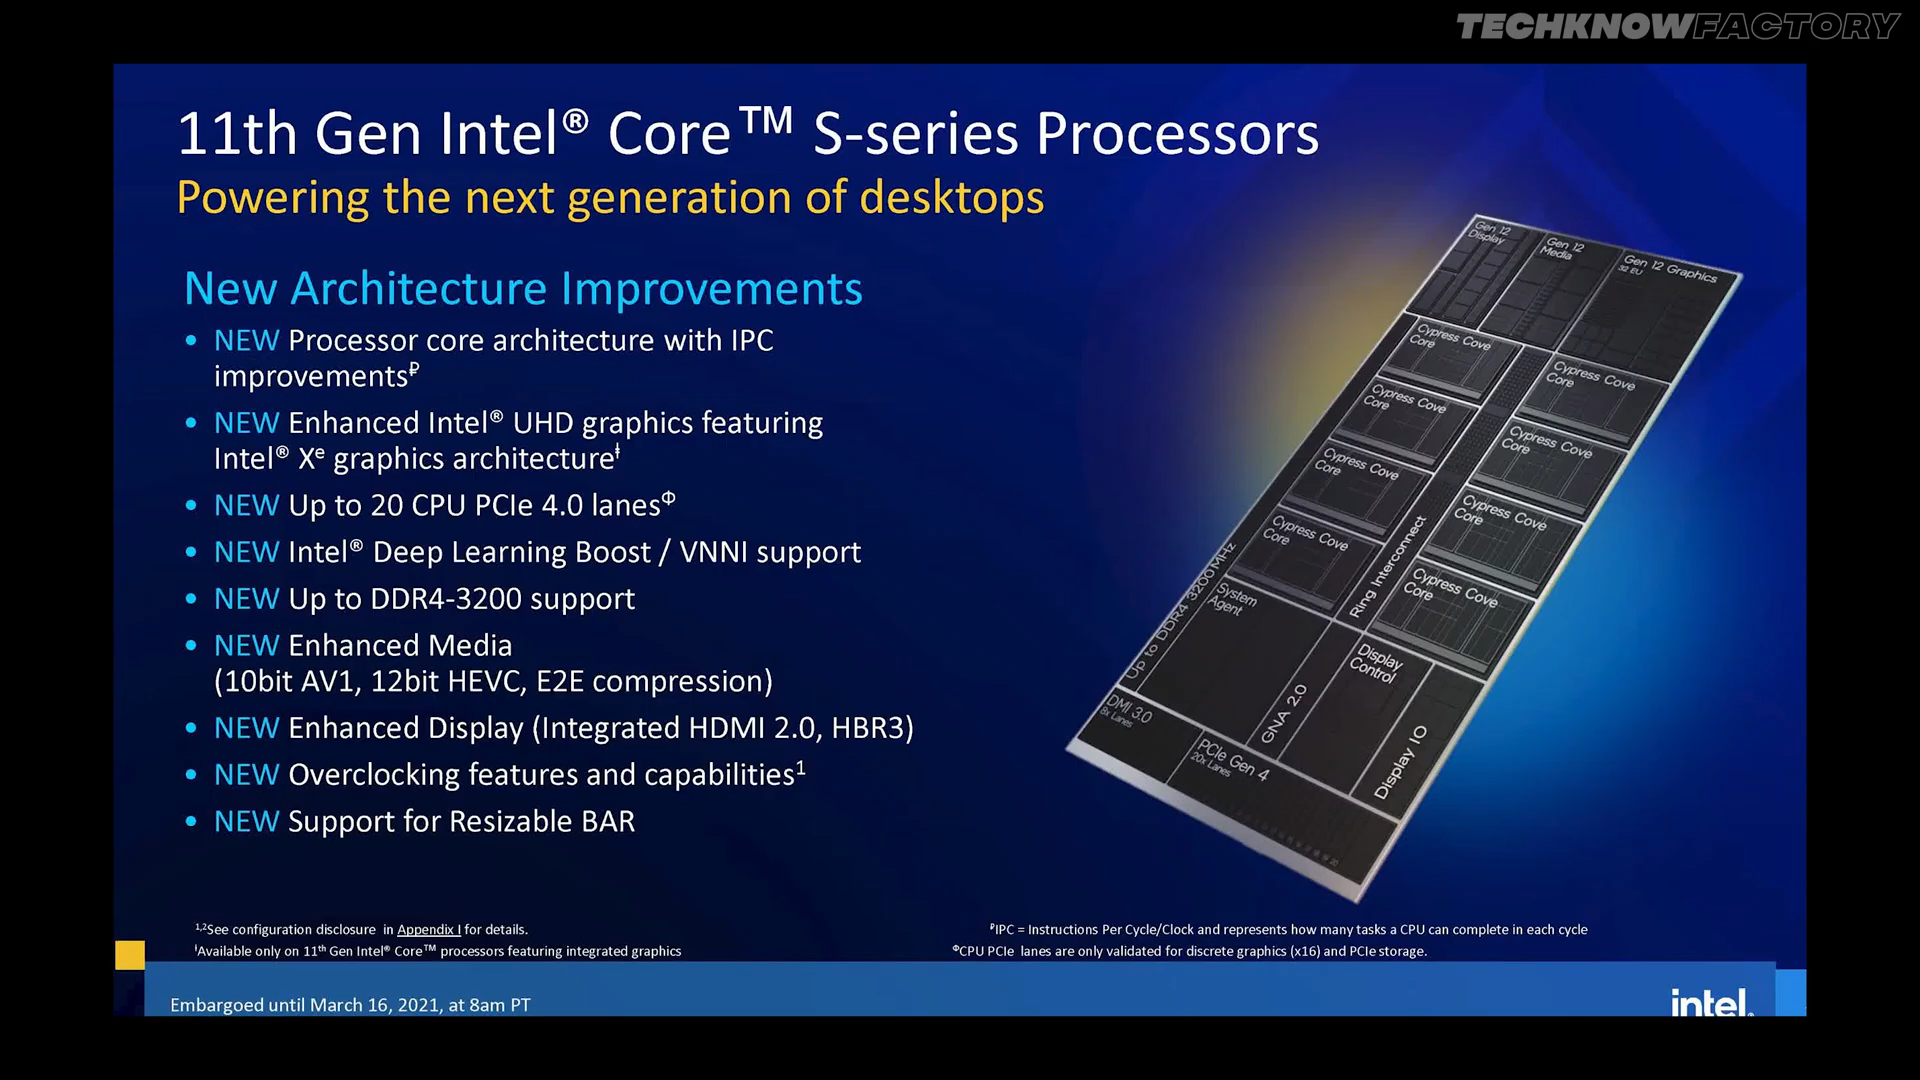 TECHKNOWFACTORY
11th Gen Intel® Core™ S-series Processors
Powering the next generation of desktops
New Architecture Improvements
• NEW Processor core architecture with IPC
improvements₽
• NEW Enhanced Intel® UHD graphics featuring
Intel® Xᵉ graphics architectureƚ
• NEW Up to 20 CPU PCIe 4.0 lanesΦ
• NEW Intel® Deep Learning Boost / VNNI support
• NEW Up to DDR4-3200 support
• NEW Enhanced Media
(10bit AV1, 12bit HEVC, E2E compression)
• NEW Enhanced Display (Integrated HDMI 2.0, HBR3)
• NEW Overclocking features and capabilities¹
• NEW Support for Resizable BAR
Gen 12
Display
Gen 12
Media
Gen 12 Graphics
32 EU
Cypress Cove
Core
Cypress Cove
Core
Cypress Cove
Core
Cypress Cove
Core
Cypress Cove
Core
Cypress Cove
Core
Cypress Cove
Core
Cypress Cove
Core
Ring Interconnect
Up to DDR4 3200MHz
System
Agent
Display
Control
GNA 2.0
Display IO
DMI 3.0
8x Lanes
PCIe Gen 4
20x Lanes
¹,²See configuration disclosure in Appendix I for details.
ƚAvailable only on 11th Gen Intel® Core™ processors featuring integrated graphics
₽IPC = Instructions Per Cycle/Clock and represents how many tasks a CPU can complete in each cycle
ΦCPU PCIe lanes are only validated for discrete graphics (x16) and PCIe storage.
Embargoed until March 16, 2021, at 8am PT
intel®